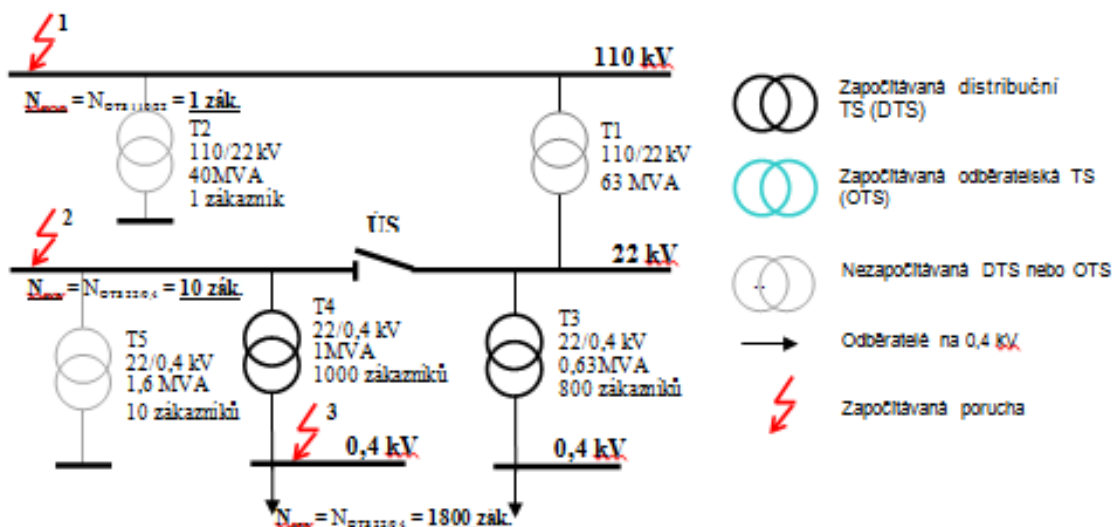 1
110 kV
= 1 zák.
T2
110/22 kV
40MVA
1 zákazník
T1
110/22 kV
63 MVA
2
ÚS
22 kV
= 10 zák.
T5
22/0,4 kV
1,6 MVA
10 zákazníků
T4
22/0,4 kV
1MVA
1000 zákazníků
T3
22/0,4 kV
0,63MVA
800 zákazníků
3
0,4 kV
0,4 kV
= 1800 zák.
Započítávaná distribuční
TS (DTS)
Započítávaná odběratelská TS
(OTS)
Nezapočítávaná DTS nebo OTS
Odběratelé na 0,4 kV
Započítávaná porucha